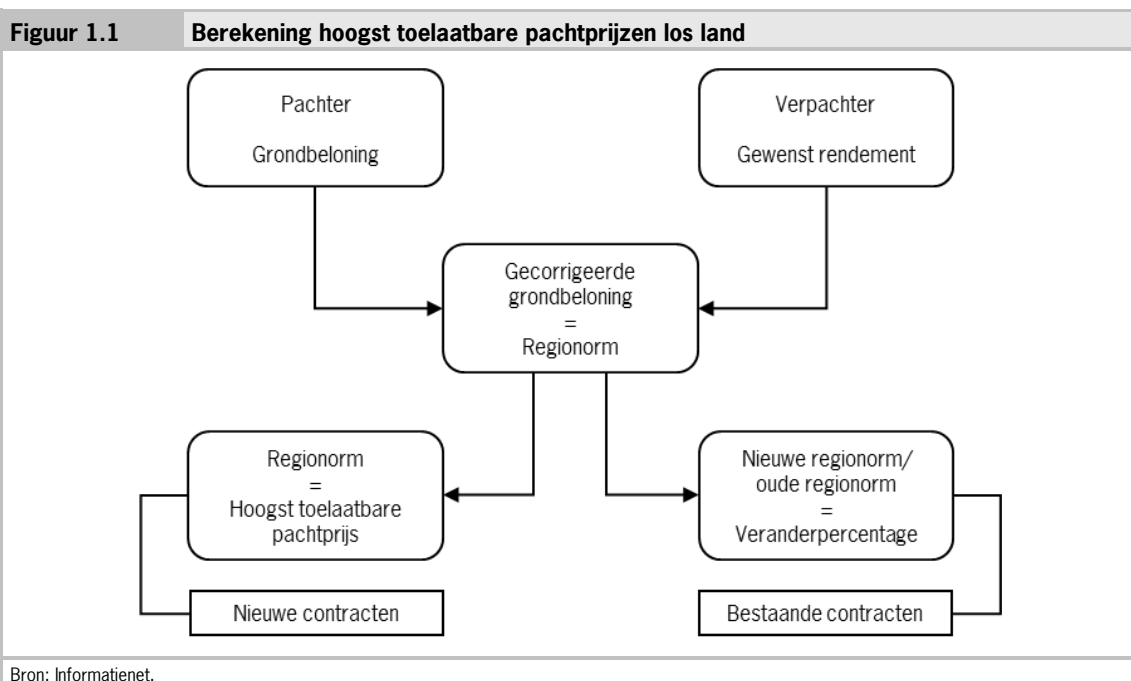 Figuur 1.1 Berekening hoogst toelaatbare pachtprijzen los land
Pachter
Grondbeloning
Verpachter
Gewenst rendement
Gecorrigeerde
grondbeloning
=
Regionorm
Regionorm
=
Hoogst toelaatbare
pachtprijs
Nieuwe regionorm/
oude regionorm
=
Veranderpercentage
Nieuwe contracten
Bestaande contracten
Bron: Informatienet.